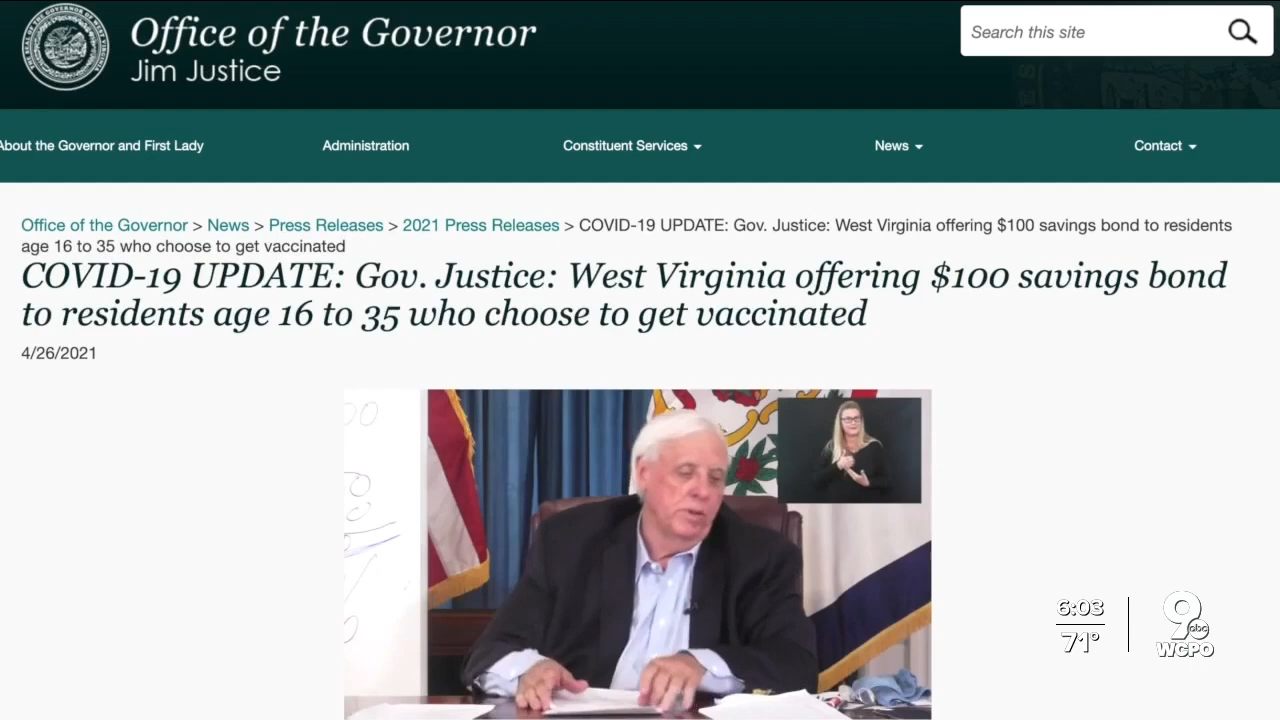 Office of the Governor
Jim Justice
Search this site
About the Governor and First Lady
Administration
Constituent Services
News
Contact
Office of the Governor > News > Press Releases > 2021 Press Releases > COVID-19 UPDATE: Gov. Justice: West Virginia offering $100 savings bond to residents
age 16 to 35 who choose to get vaccinated
COVID-19 UPDATE: Gov. Justice: West Virginia offering $100 savings bond
to residents age 16 to 35 who choose to get vaccinated
4/26/2021
6:03
71°
9
abc
WCPO